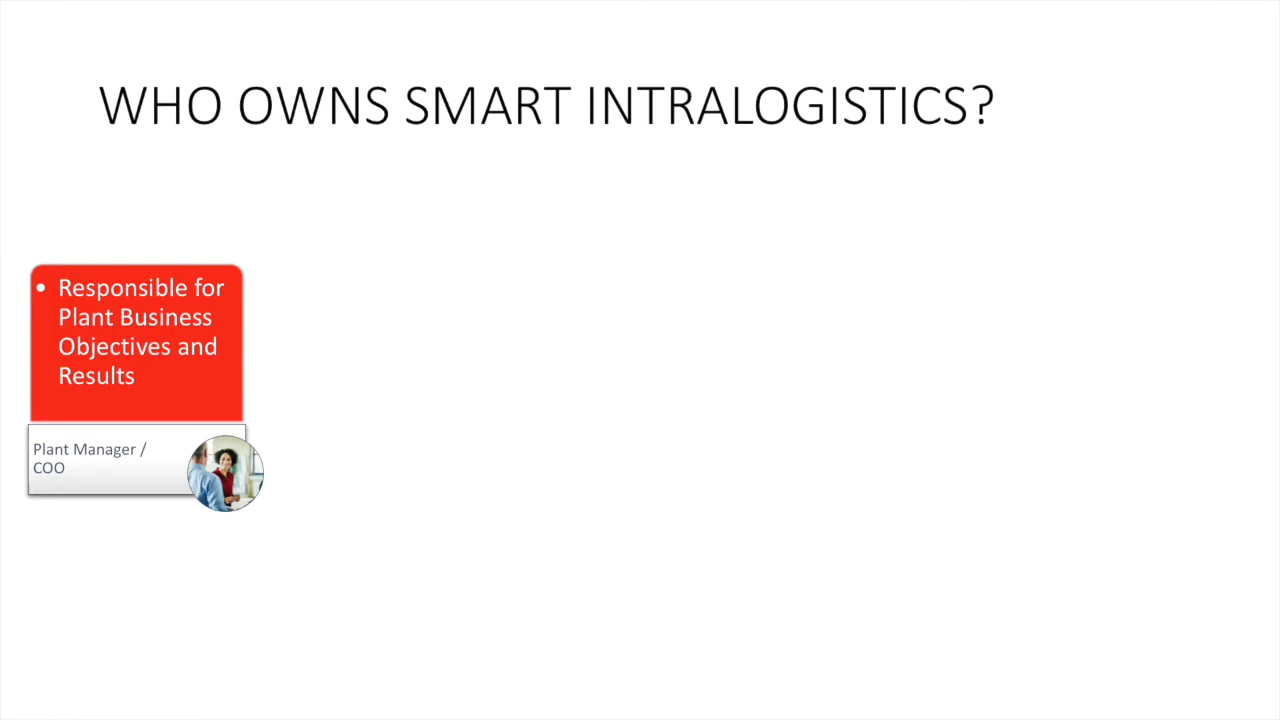 WHO OWNS SMART INTRALOGISTICS?
• Responsible for
Plant Business
Objectives and
Results
Plant Manager /
COO